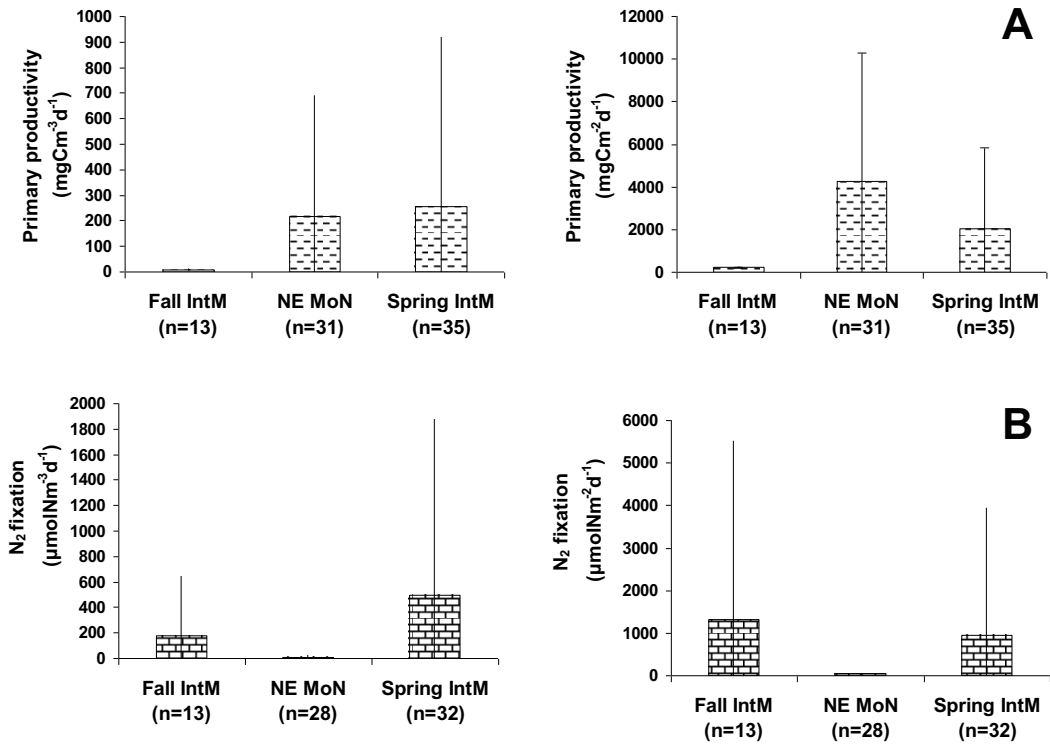 A
Primary productivity
(mgCm⁻³d⁻¹)
1000
900
800
700
600
500
400
300
200
100
0
Fall IntM NE MoN Spring IntM
(n=13) (n=31) (n=35)
Primary productivity
(mgCm⁻²d⁻¹)
12000
10000
8000
6000
4000
2000
0
Fall IntM NE MoN Spring IntM
(n=13) (n=31) (n=35)
B
N₂ fixation
(µmolNm⁻³d⁻¹)
2000
1800
1600
1400
1200
1000
800
600
400
200
0
Fall IntM NE MoN Spring IntM
(n=13) (n=28) (n=32)
N₂ fixation
(µmolNm⁻²d⁻¹)
6000
5000
4000
3000
2000
1000
0
Fall IntM NE MoN Spring IntM
(n=13) (n=28) (n=32)